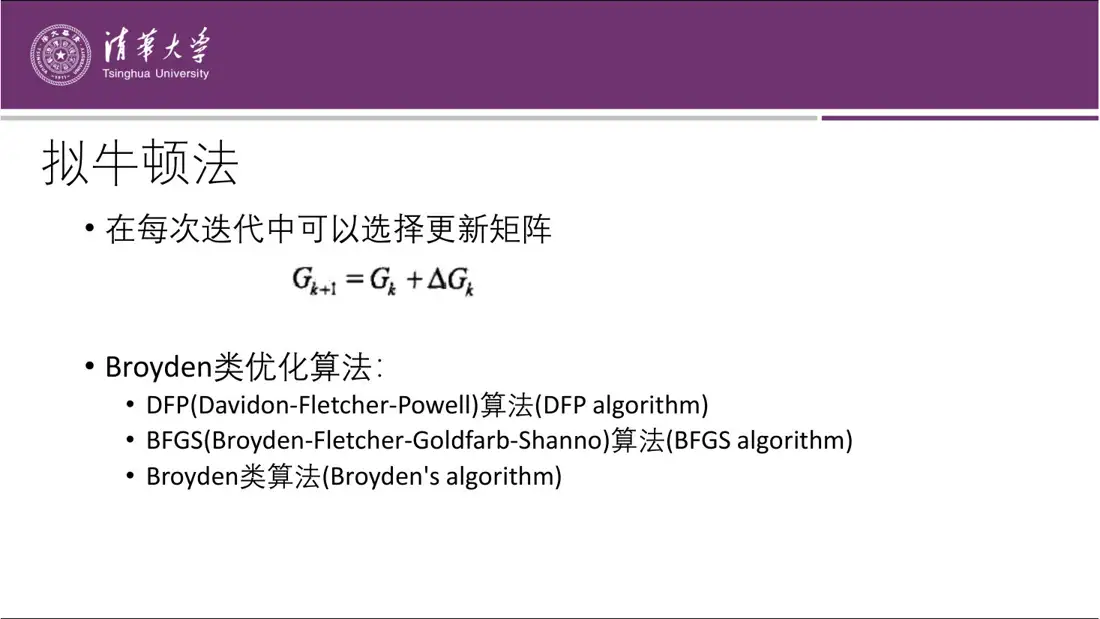 清华大学
Tsinghua University
拟牛顿法
• 在每次迭代中可以选择更新矩阵
G_{k+1} = G_k + ΔG_k
• Broyden类优化算法：
• DFP(Davidon-Fletcher-Powell)算法(DFP algorithm)
• BFGS(Broyden-Fletcher-Goldfarb-Shanno)算法(BFGS algorithm)
• Broyden类算法(Broyden's algorithm)